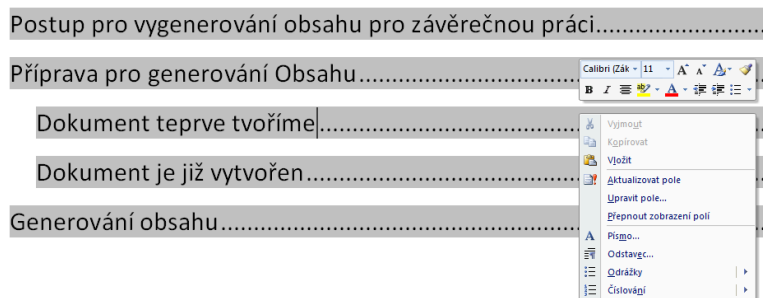 Postup pro vygenerování obsahu pro závěrečnou práci..........................
Příprava pro generování Obsahu..........................
Calibri (Zák 11 A A A
B I A
Dokument teprve tvoříme..........................
Dokument je již vytvořen..........................
Generování obsahu..........................
Vyjmout
Kopírovat
Vložit
Aktualizovat pole
Upravit pole...
Přepnout zobrazení polí
A Písmo...
Odstavec...
Odrážky
Číslování